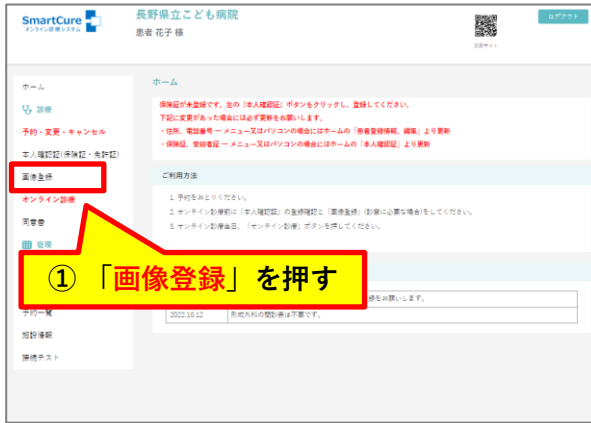 SmartCure
オンライン診療システム
長野県立こども病院
患者 花子 様
ログアウト
ホーム
診療
予約・変更・キャンセル
本人確認証(保険証・免許証)
画像登録
オンライン診療
同意書
管理
予約一覧
施設情報
接続テスト
ホーム
保険証が未登録です。左の「本人確認証」ボタンをクリックし、登録してください。
下記に変更があった場合には必ず更新をお願いします。
・住所、電話番号 ー メニュー又はパソコンの場合にはホームの「患者登録情報、編集」より更新
・保険証、受給者証 ー メニュー又はパソコンの場合にはホームの「本人確認証」より更新
ご利用方法
1. 予約をおとりください。
2. オンライン診療前に「本人確認証」の登録確認と「画像登録」(診療に必要な場合)をしてください。
3. オンライン診療当日、「オンライン診療」ボタンを押してください。
① 「画像登録」を押す
録をお願いします。
2022.10.12 形成外科の問診表は不要です。